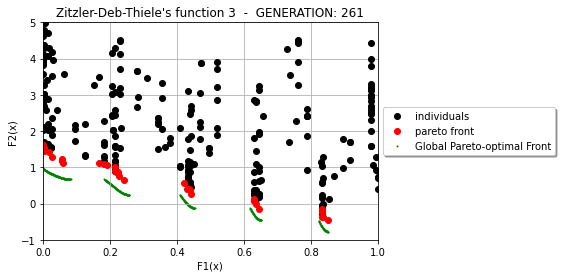 Zitzler-Deb-Thiele's function 3 - GENERATION: 261
5
4
3
2
1
0
−1
F2(x)
0.0 0.2 0.4 0.6 0.8 1.0
F1(x)
individuals
pareto front
Global Pareto-optimal Front